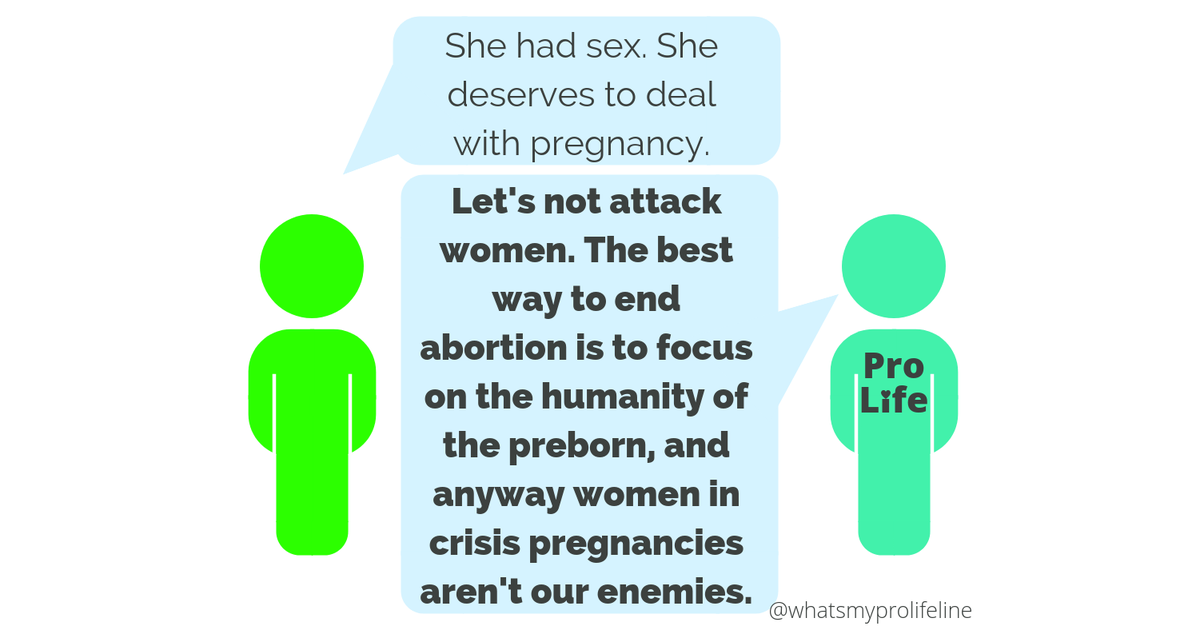 She had sex. She
deserves to deal
with pregnancy.
Let's not attack
women. The best
way to end
abortion is to focus
on the humanity of
the preborn, and
anyway women in
crisis pregnancies
aren't our enemies.
Pro
Life
@whatsmyprolifeline